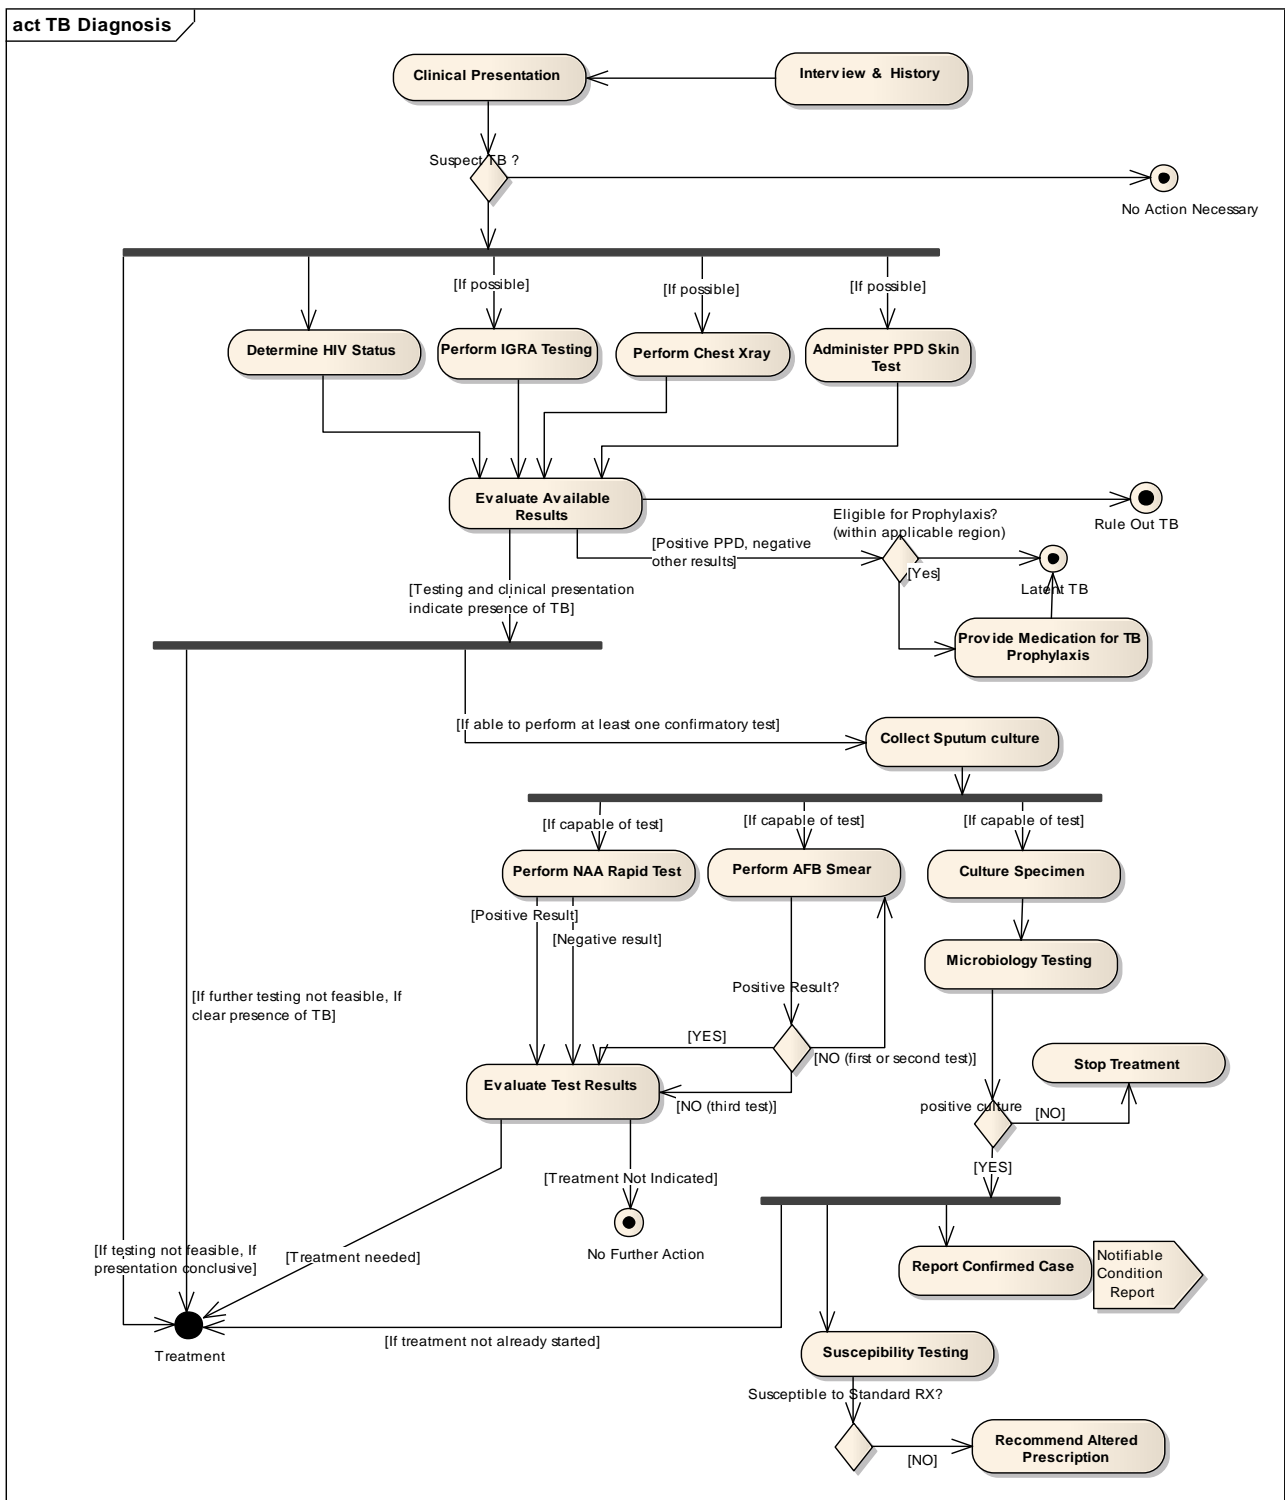 act TB Diagnosis
Clinical Presentation
Interview & History
Suspect TB ?
No Action Necessary
[If possible]
[If possible]
[If possible]
Determine HIV Status
Perform IGRA Testing
Perform Chest Xray
Administer PPD Skin
Test
Evaluate Available
Results
Rule Out TB
Eligible for Prophylaxis?
(within applicable region)
[Positive PPD, negative
other results]
[Yes]
Latent TB
[Testing and clinical presentation
indicate presence of TB]
Provide Medication for TB
Prophylaxis
[If able to perform at least one confirmatory test]
Collect Sputum culture
[If capable of test]
[If capable of test]
[If capable of test]
Perform NAA Rapid Test
Perform AFB Smear
Culture Specimen
[Positive Result]
[Negative result]
Microbiology Testing
Positive Result?
[If further testing not feasible, If
clear presence of TB]
[YES]
[NO (first or second test)]
Stop Treatment
Evaluate Test Results
[NO (third test)]
positive culture
[NO]
[YES]
[Treatment Not Indicated]
No Further Action
[If testing not feasible, If
presentation conclusive]
[Treatment needed]
Report Confirmed Case
Notifiable
Condition
Report
[If treatment not already started]
Treatment
Suscepibility Testing
Susceptible to Standard RX?
[NO]
Recommend Altered
Prescription